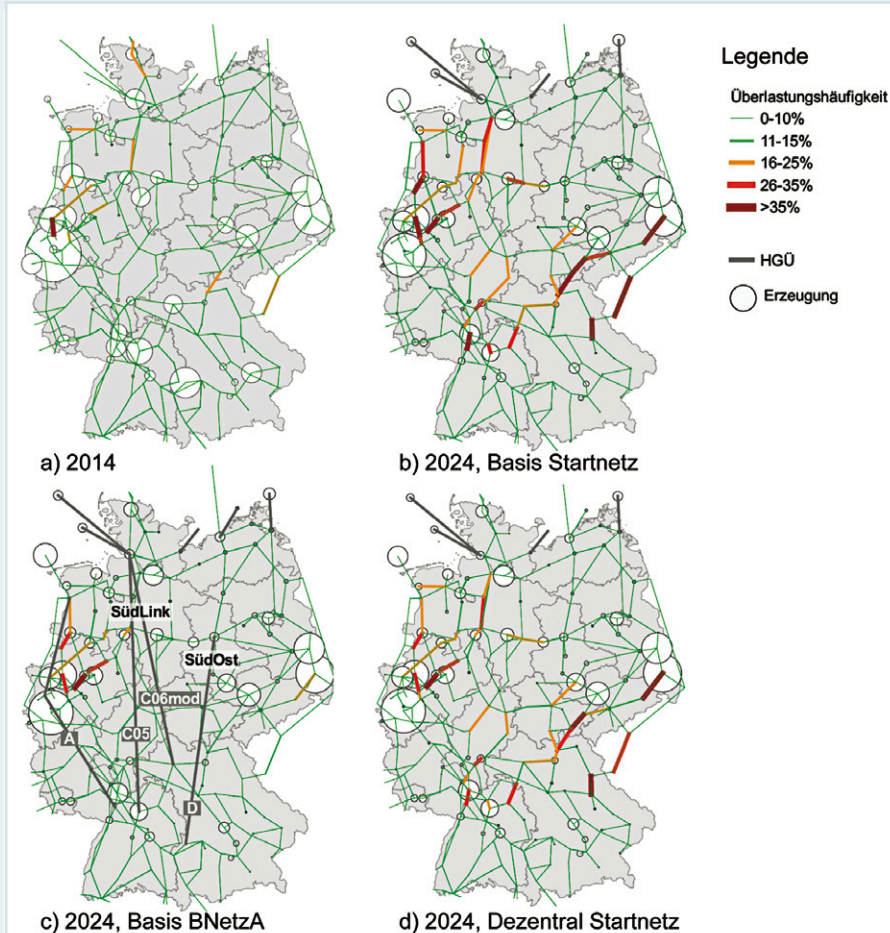 Legende
Überlastungshäufigkeit
0-10%
11-15%
16-25%
26-35%
>35%
HGÜ
Erzeugung
a) 2014
b) 2024, Basis Startnetz
SüdLink
SüdOst
C06mod
C05
A
D
c) 2024, Basis BNetzA
d) 2024, Dezentral Startnetz